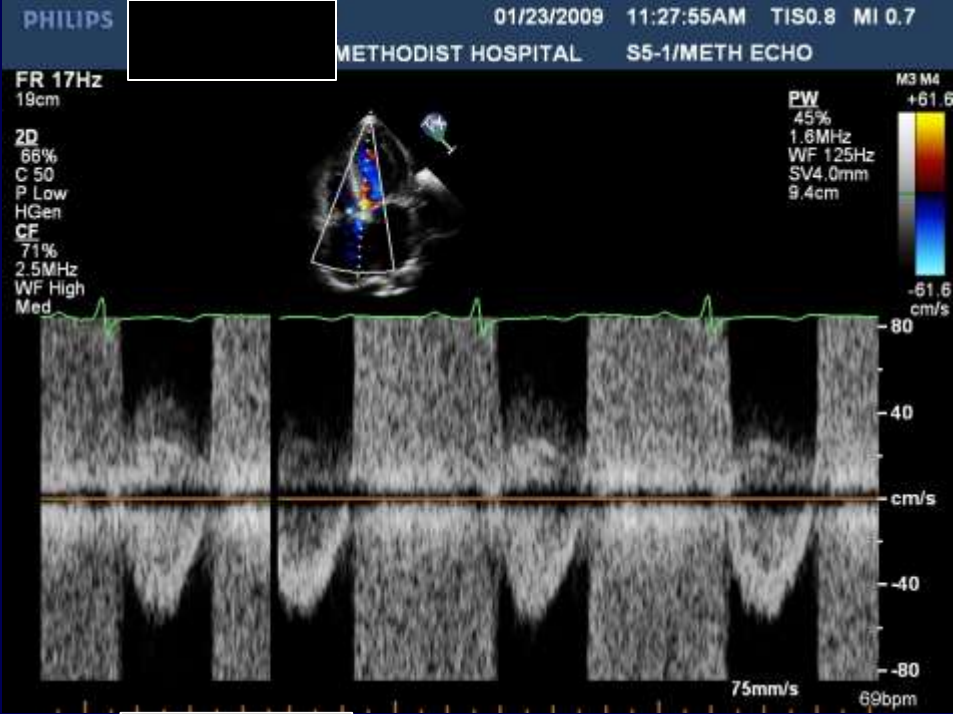 PHILIPS
01/23/2009 11:27:55AM TIS0.8 MI 0.7
METHODIST HOSPITAL S5-1/METH ECHO
FR 17Hz
19cm
2D
66%
C 50
P Low
HGen
CF
71%
2.5MHz
WF High
Med
PW
45%
1.6MHz
WF 125Hz
SV4.0mm
9.4cm
M3 M4
+61.6
-61.6
cm/s
80
40
cm/s
-40
-80
75mm/s
69bpm